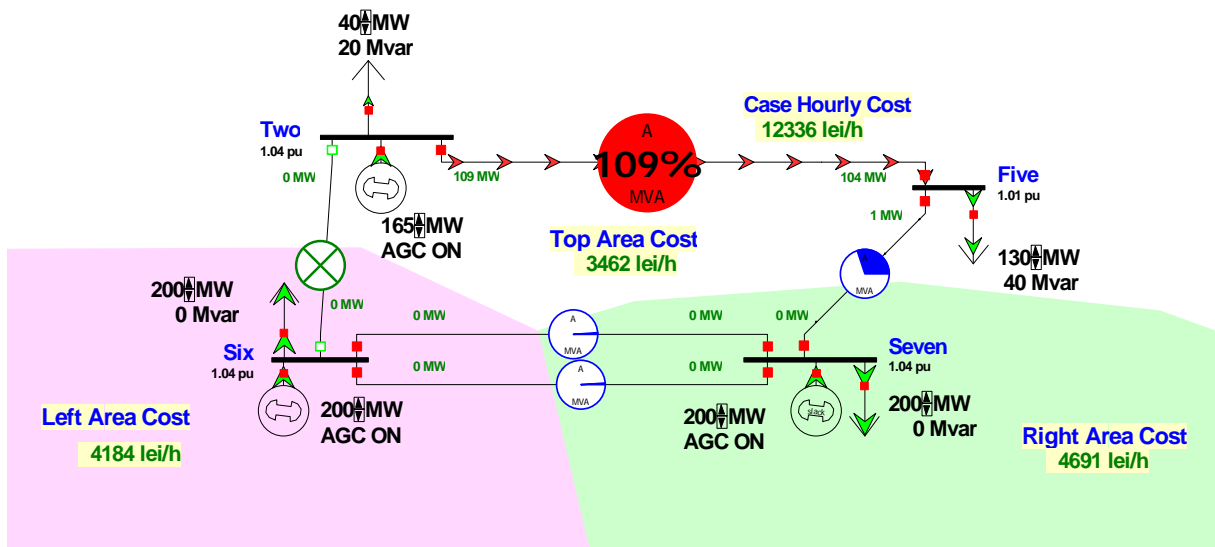 40 MW
20 Mvar
Case Hourly Cost
12336 lei/h
A
109%
MVA
Two
1.04 pu
0 MW
109 MW
104 MW
Five
1.01 pu
1 MW
165 MW
AGC ON
Top Area Cost
3462 lei/h
130 MW
40 Mvar
A
MVA
200 MW
0 Mvar
0 MW
0 MW
A
MVA
0 MW
0 MW
Six
1.04 pu
0 MW
A
MVA
0 MW
Seven
1.04 pu
200 MW
AGC ON
200 MW
AGC ON
slack
200 MW
0 Mvar
Left Area Cost
4184 lei/h
Right Area Cost
4691 lei/h